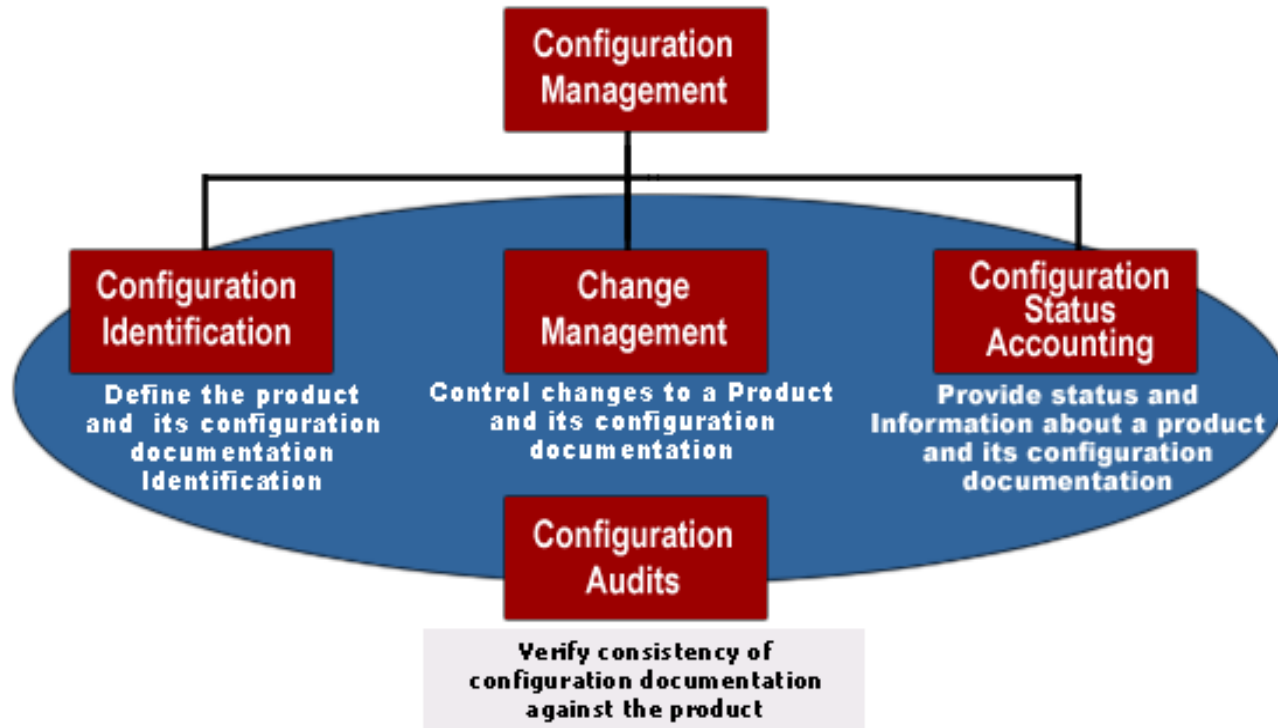 Configuration
Management
Configuration
Identification
Define the product
and its configuration
documentation
Identification
Change
Management
Control changes to a Product
and its configuration
documentation
Configuration
Status
Accounting
Provide status and
Information about a product
and its configuration
documentation
Configuration
Audits
Verify consistency of
configuration documentation
against the product